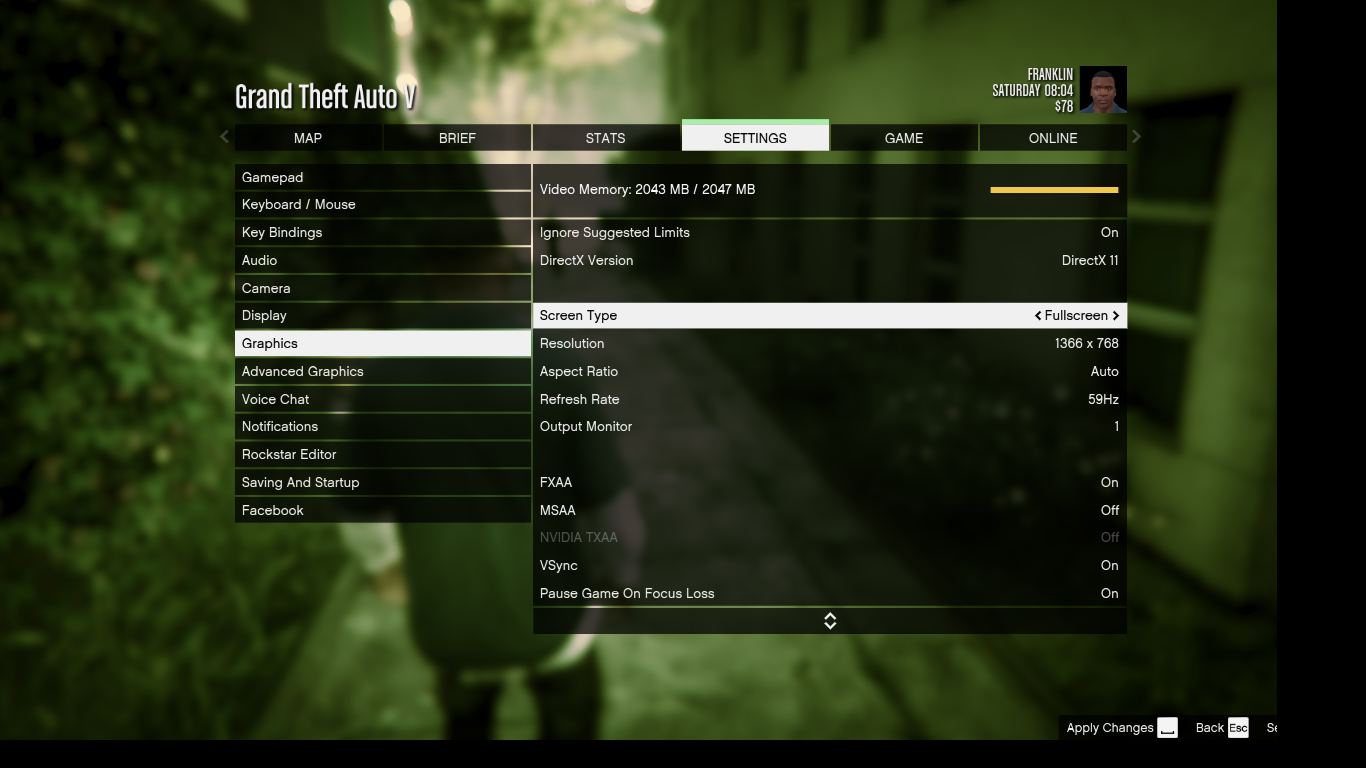 Grand Theft Auto V
FRANKLIN
SATURDAY 08:04
$78
MAP
BRIEF
STATS
SETTINGS
GAME
ONLINE
Gamepad
Keyboard / Mouse
Key Bindings
Audio
Camera
Display
Graphics
Advanced Graphics
Voice Chat
Notifications
Rockstar Editor
Saving And Startup
Facebook
Video Memory: 2043 MB / 2047 MB
Ignore Suggested Limits On
DirectX Version DirectX 11
Screen Type Fullscreen
Resolution 1366 x 768
Aspect Ratio Auto
Refresh Rate 59Hz
Output Monitor 1
FXAA On
MSAA Off
NVIDIA TXAA Off
VSync On
Pause Game On Focus Loss On
Apply Changes Back Esc Se